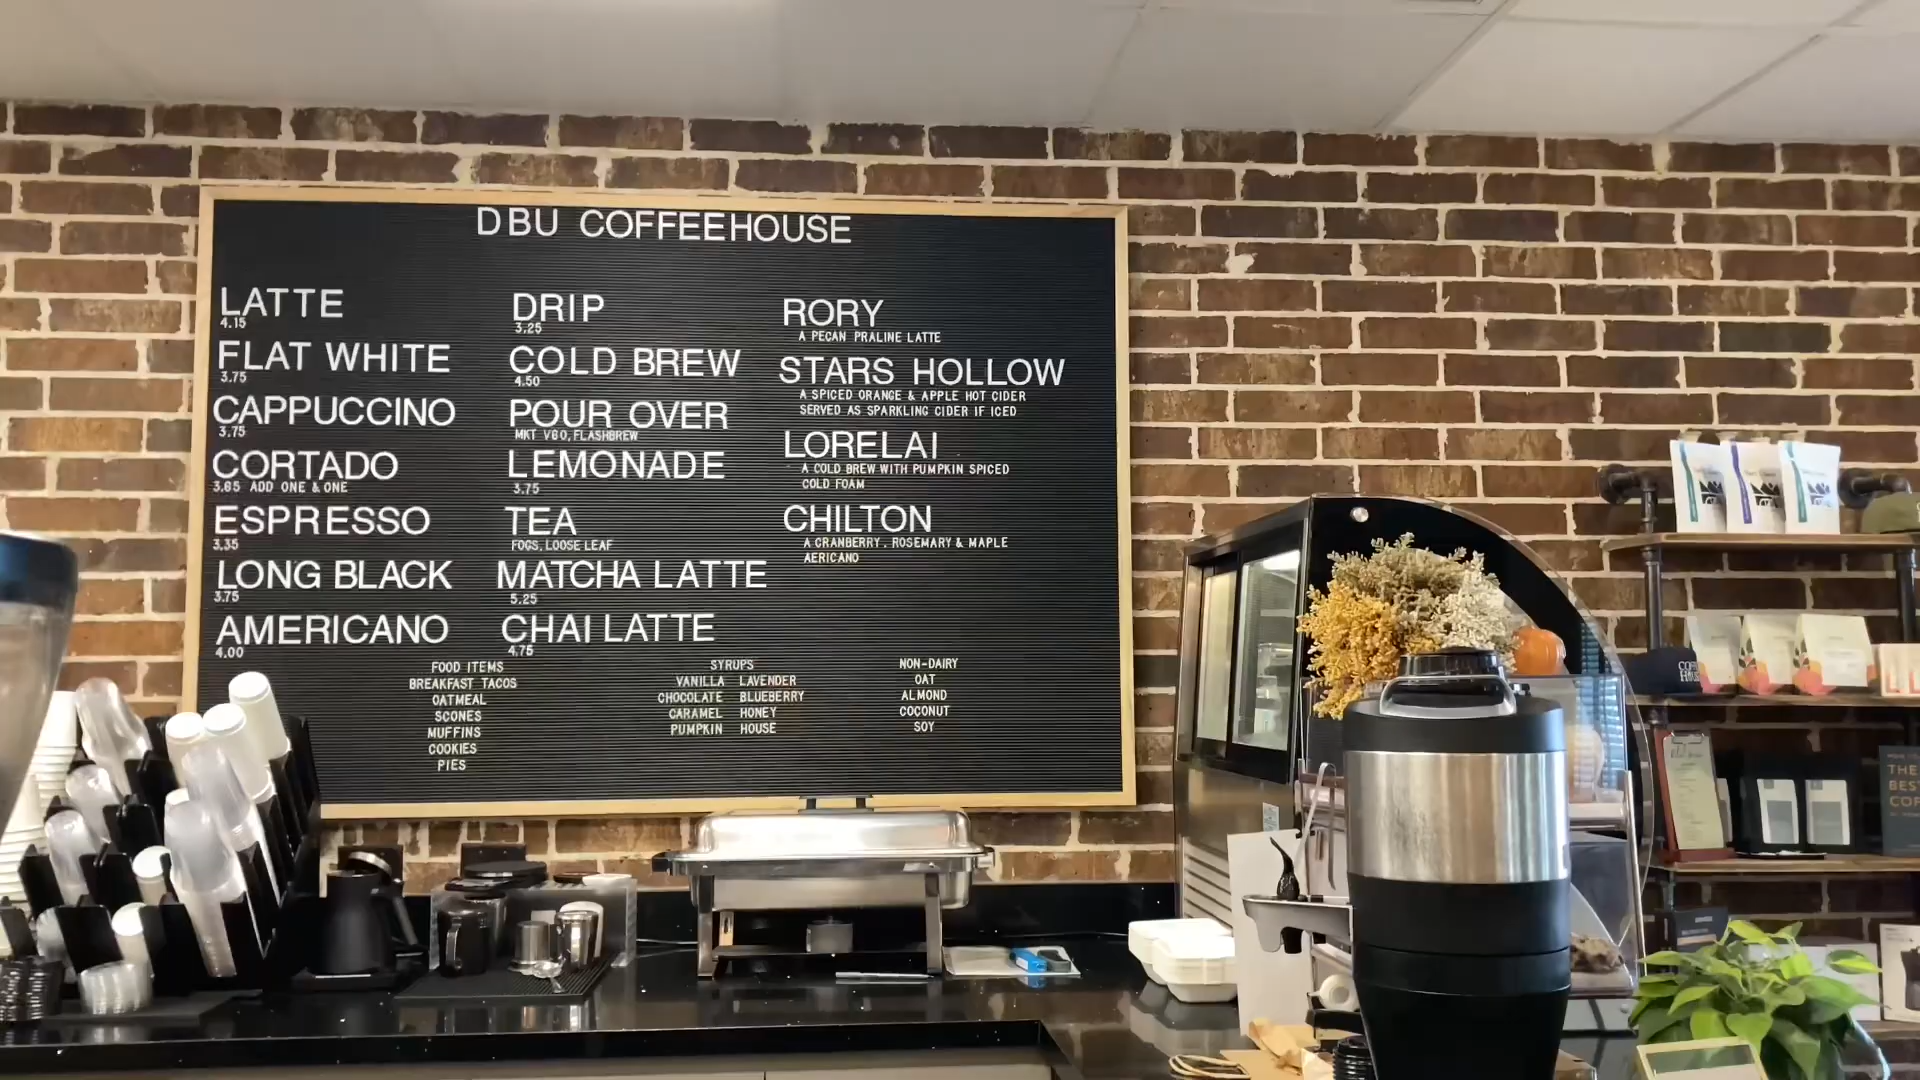 DBU COFFEEHOUSE
LATTE
4.15
FLAT WHITE
3.75
CAPPUCCINO
3.75
CORTADO
3.65 ADD ONE & ONE
ESPRESSO
3.35
LONG BLACK
3.75
AMERICANO
4.00
DRIP
3.25
COLD BREW
4.50
POUR OVER
MKT V60, FLASHBREW
LEMONADE
3.75
TEA
FOGS, LOOSE LEAF
MATCHA LATTE
5.25
CHAI LATTE
4.75
RORY
A PECAN PRALINE LATTE
STARS HOLLOW
A SPICED ORANGE & APPLE HOT CIDER
SERVED AS SPARKLING CIDER IF ICED
LORELAI
A COLD BREW WITH PUMPKIN SPICED
COLD FOAM
CHILTON
A CRANBERRY, ROSEMARY & MAPLE
AERICANO
FOOD ITEMS
BREAKFAST TACOS
OATMEAL
SCONES
MUFFINS
COOKIES
PIES
SYRUPS
VANILLA LAVENDER
CHOCOLATE BLUEBERRY
CARAMEL HONEY
PUMPKIN HOUSE
NON-DAIRY
OAT
ALMOND
COCONUT
SOY
THE
BEST